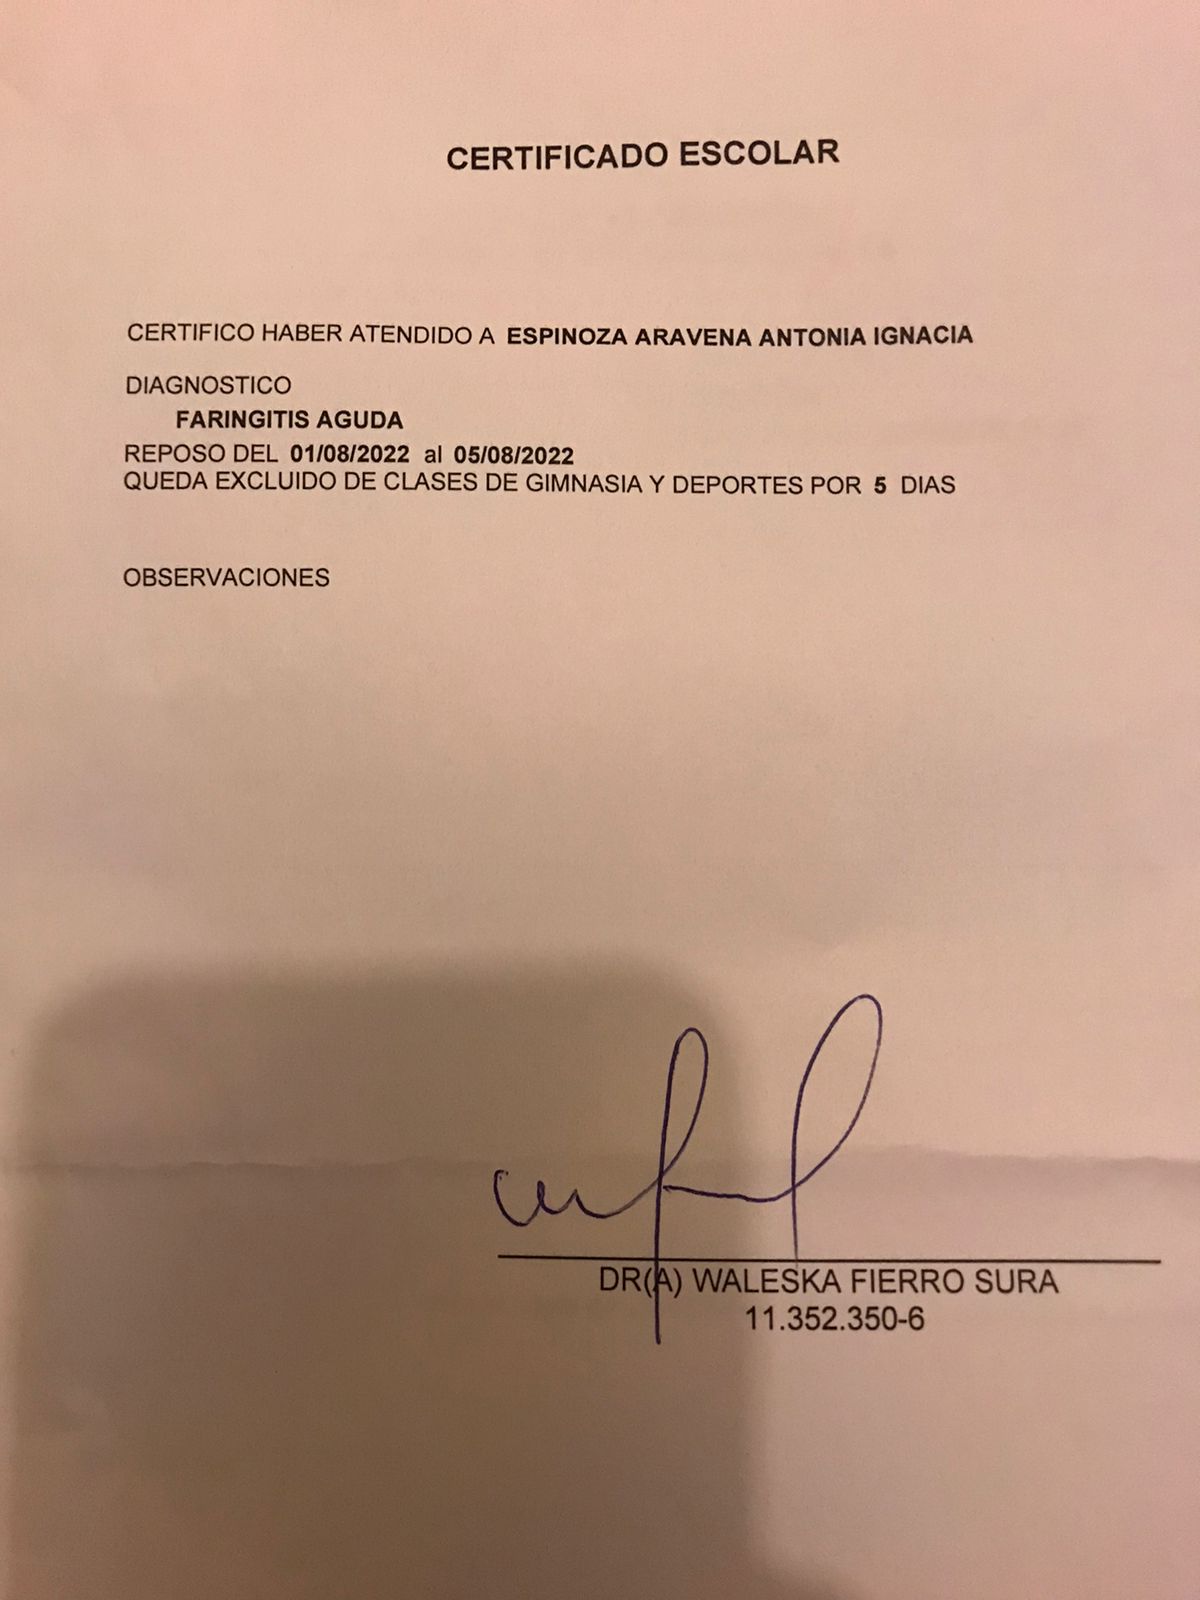 CERTIFICADO ESCOLAR
CERTIFICO HABER ATENDIDO A ESPINOZA ARAVENA ANTONIA IGNACIA
DIAGNOSTICO
FARINGITIS AGUDA
REPOSO DEL 01/08/2022 al 05/08/2022
QUEDA EXCLUIDO DE CLASES DE GIMNASIA Y DEPORTES POR 5 DIAS
OBSERVACIONES
DR(A) WALESKA FIERRO SURA
11.352.350-6